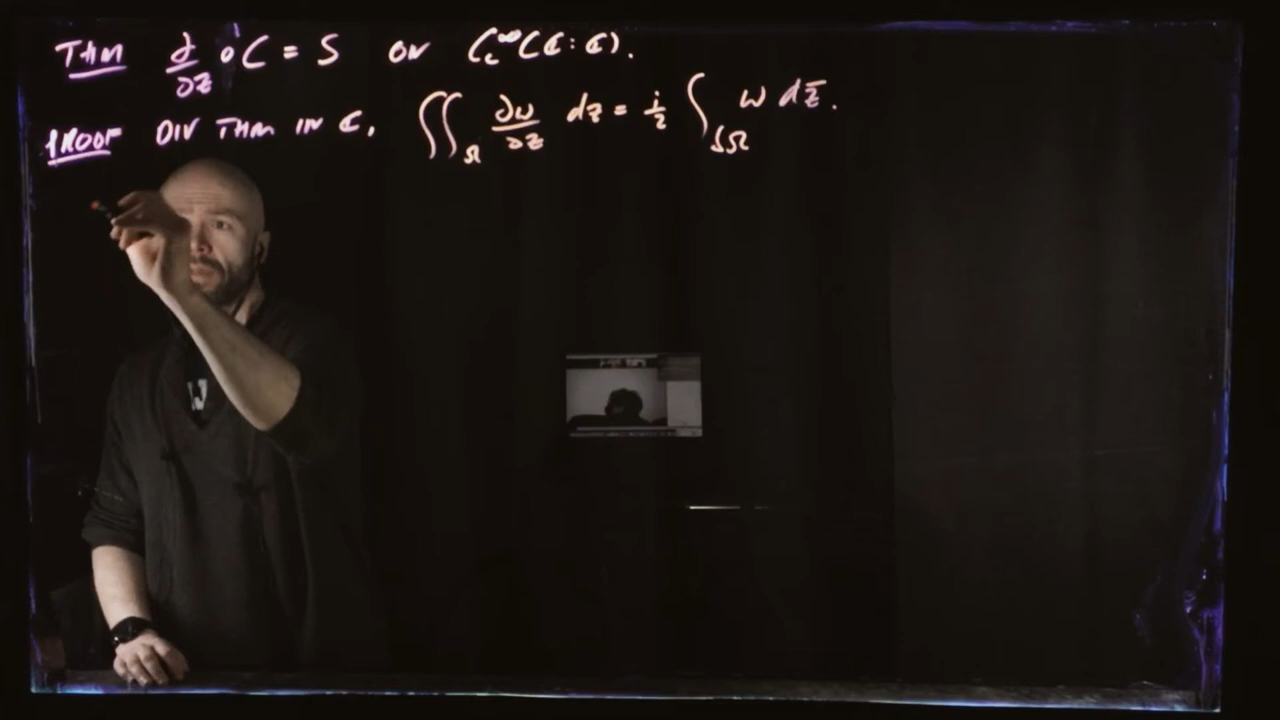 THM ∂/∂z ∘ C = S ON C_c^∞(ℂ:ℂ).
PROOF DIV THM IN ℂ, ∬_Ω ∂w/∂z dz = i/2 ∫_∂Ω w dz̄.
W